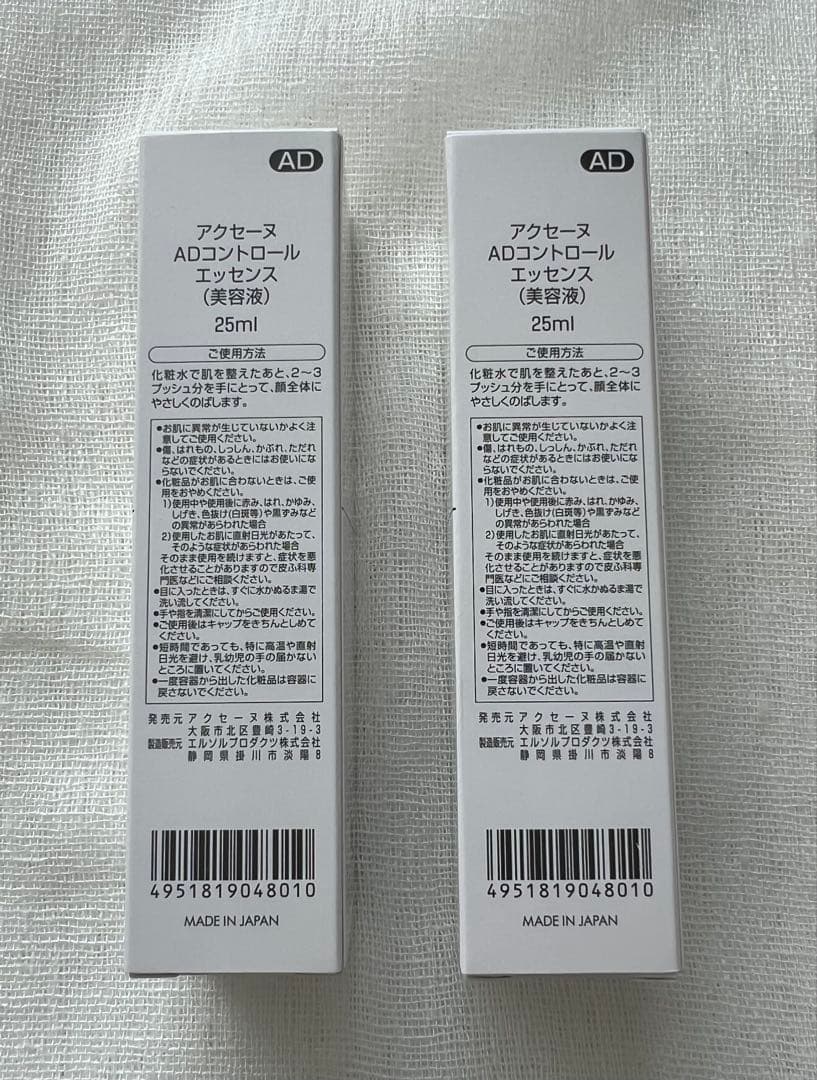 AD
アクセーヌ
ADコントロール
エッセンス
(美容液)
25ml
ご使用方法
化粧水で肌を整えたあと、2〜3
プッシュ分を手にとって、顔全体に
やさしくのばします。
●お肌に異常が生じていないかよく注
意してご使用ください。
●傷、はれもの、しっしん、かぶれ、ただれ
などの症状があるときにはお使いにな
らないでください。
●化粧品がお肌に合わないときは、ご使
用をおやめください。
1)使用中や使用後に赤み、はれ、かゆみ、
しげき、色抜け(白斑等)や黒ずみなど
の異常があらわれた場合
2)使用したお肌に直射日光があたって、
そのような症状があらわれた場合
そのまま使用を続けますと、症状を悪
化させることがありますので皮ふ科専
門医などにご相談ください。
●目に入ったときは、すぐに水かぬるま湯で
洗い流してください。
●手や指を清潔にしてからご使用ください。
●ご使用後はキャップをきちんとしめて
ください。
●短時間であっても、特に高温や直射
日光を避け、乳幼児の手の届かない
ところに置いてください。
●一度容器から出した化粧品は容器に
戻さないでください。
発売元 アクセーヌ株式会社
大阪市北区豊崎3-19-3
製造販売元 エルソルプロダクツ株式会社
静岡県掛川市淡陽8
4951819048010
MADE IN JAPAN
AD
アクセーヌ
ADコントロール
エッセンス
(美容液)
25ml
ご使用方法
化粧水で肌を整えたあと、2〜3
プッシュ分を手にとって、顔全体に
やさしくのばします。
●お肌に異常が生じていないかよく注
意してご使用ください。
●傷、はれもの、しっしん、かぶれ、ただれ
などの症状があるときにはお使いにな
らないでください。
●化粧品がお肌に合わないときは、ご使
用をおやめください。
1)使用中や使用後に赤み、はれ、かゆみ、
しげき、色抜け(白斑等)や黒ずみなど
の異常があらわれた場合
2)使用したお肌に直射日光があたって、
そのような症状があらわれた場合
そのまま使用を続けますと、症状を悪
化させることがありますので皮ふ科専
門医などにご相談ください。
●目に入ったときは、すぐに水かぬるま湯で
洗い流してください。
●手や指を清潔にしてからご使用ください。
●ご使用後はキャップをきちんとしめて
ください。
●短時間であっても、特に高温や直射
日光を避け、乳幼児の手の届かない
ところに置いてください。
●一度容器から出した化粧品は容器に
戻さないでください。
発売元 アクセーヌ株式会社
大阪市北区豊崎3-19-3
製造販売元 エルソルプロダクツ株式会社
静岡県掛川市淡陽8
4951819048010
MADE IN JAPAN